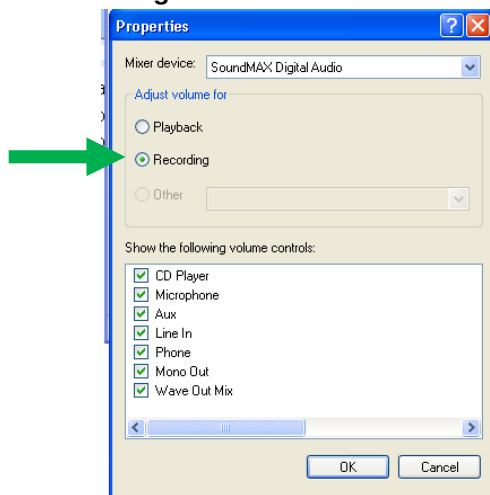 Properties
Mixer device: SoundMAX Digital Audio
Adjust volume for
Playback
Recording
Other
Show the following volume controls:
CD Player
Microphone
Aux
Line In
Phone
Mono Out
Wave Out Mix
OK Cancel